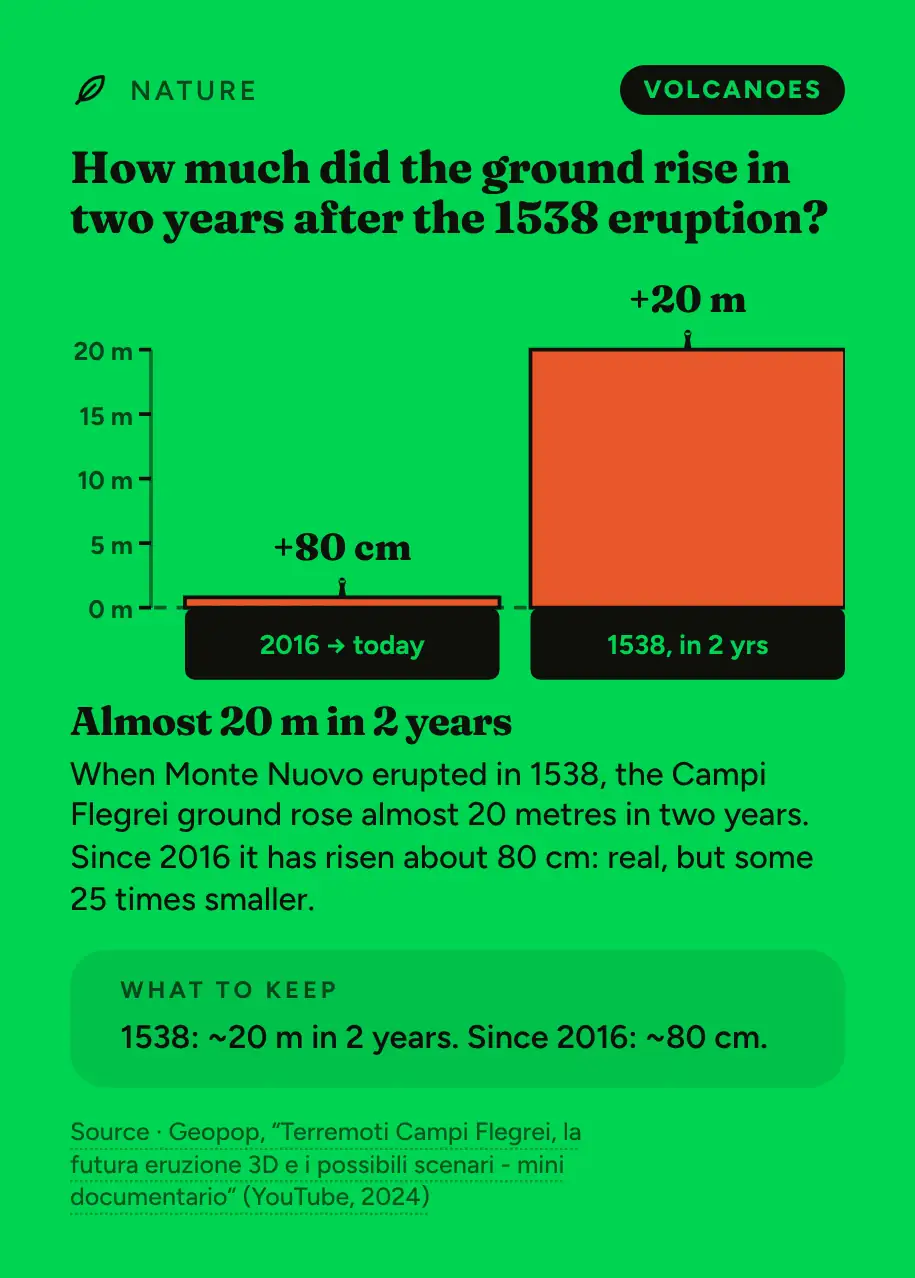 NATURE
VOLCANOES
How much did the ground rise in
two years after the 1538 eruption?
+20 m
20 m
15 m
10 m
5 m
0 m
+80 cm
2016 → today
1538, in 2 yrs
Almost 20 m in 2 years
When Monte Nuovo erupted in 1538, the Campi
Flegrei ground rose almost 20 metres in two years.
Since 2016 it has risen about 80 cm: real, but some
25 times smaller.
WHAT TO KEEP
1538: ~20 m in 2 years. Since 2016: ~80 cm.
Source · Geopop, “Terremoti Campi Flegrei, la
futura eruzione 3D e i possibili scenari - mini
documentario” (YouTube, 2024)